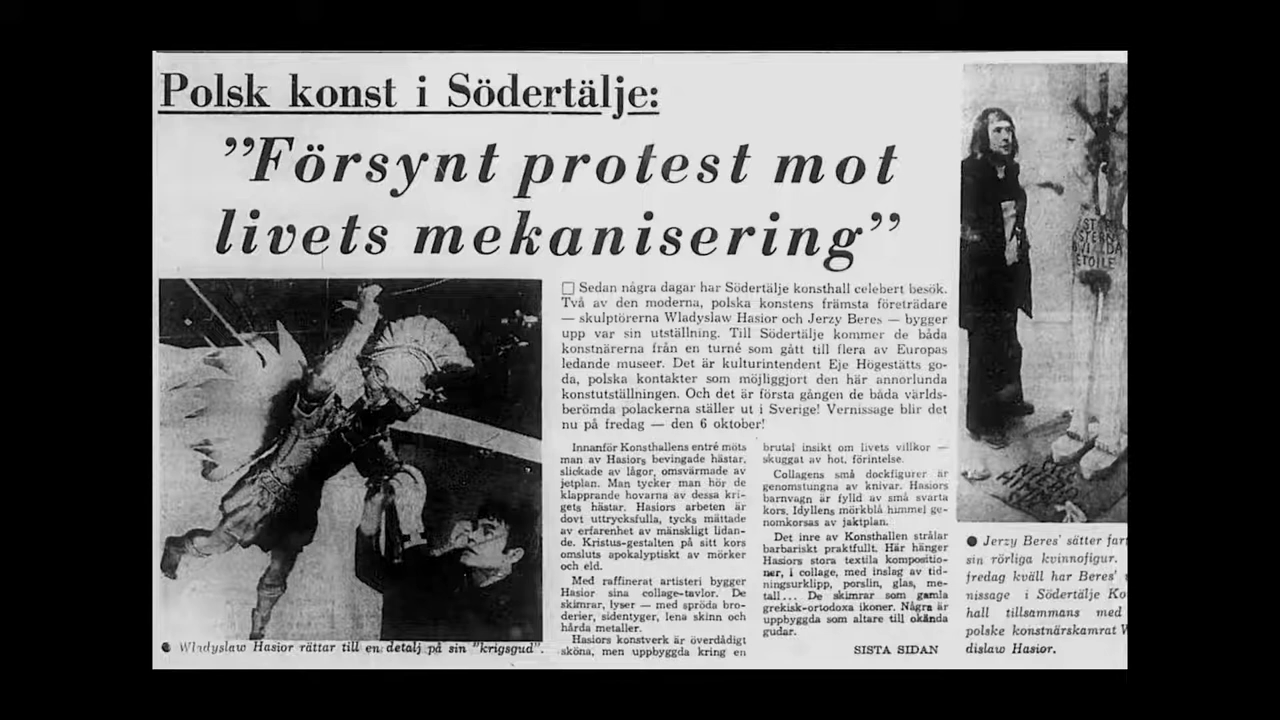 Polsk konst i Södertälje:
”Försynt protest mot
livets mekanisering”
□ Sedan några dagar har Södertälje konsthall celebert besök.
Två av den moderna, polska konstens främsta företrädare
— skulptörerna Wladyslaw Hasior och Jerzy Beres — bygger
upp var sin utställning. Till Södertälje kommer de båda
konstnärerna från en turné som gått till flera av Europas
ledande museer. Det är kulturintendent Eje Högestätts go-
da, polska kontakter som möjliggjort den här annorlunda
konstutställningen. Och det är första gången de båda världs-
berömda polackerna ställer ut i Sverige! Vernissage blir det
nu på fredag — den 6 oktober!
Innanför Konsthallens entré möts
man av Hasiors bevingade hästar,
slickade av lågor, omsvärmade av
jetplan. Man tycker man hör de
klapprande hovarna av dessa kri-
gets hästar. Hasiors arbeten är
dovt uttrycksfulla, tycks mättade
av erfarenhet av mänskligt lidan-
de. Kristus-gestalten på sitt kors
omsluts apokalyptiskt av mörker
och eld.
Med raffinerat artisteri bygger
Hasior sina collage-tavlor. De
skimrar, lyser — med spröda bro-
derier, sidentyger, lena skinn och
hårda metaller.
Hasiors konstverk är överdådigt
sköna, men uppbyggda kring en
brutal insikt om livets villkor —
skuggat av hot, förintelse.
Collagens små dockfigurer är
genomstungna av knivar. Hasiors
barnvagn är fylld av små svarta
kors. Idyllens mörkblå himmel ge-
nomkorsas av jaktplan.
Det inre av Konsthallen strålar
barbariskt praktfullt. Här hänger
Hasiors stora textila kompositio-
ner, i collage, med inslag av tid-
ningsurklipp, porslin, glas, me-
tall... De skimrar som gamla
grekisk-ortodoxa ikoner. Några är
uppbyggda som altare till okända
gudar.
SISTA SIDAN
● Wladyslaw Hasior rättar till en detalj på sin ”krigsgud”.
ETOILE
● Jerzy Beres’ sätter fart
sin rörliga kvinnofigur.
fredag kväll har Beres’
nissage i Södertälje Ko
hall tillsammans med
polske konstnärskamrat W
dislaw Hasior.